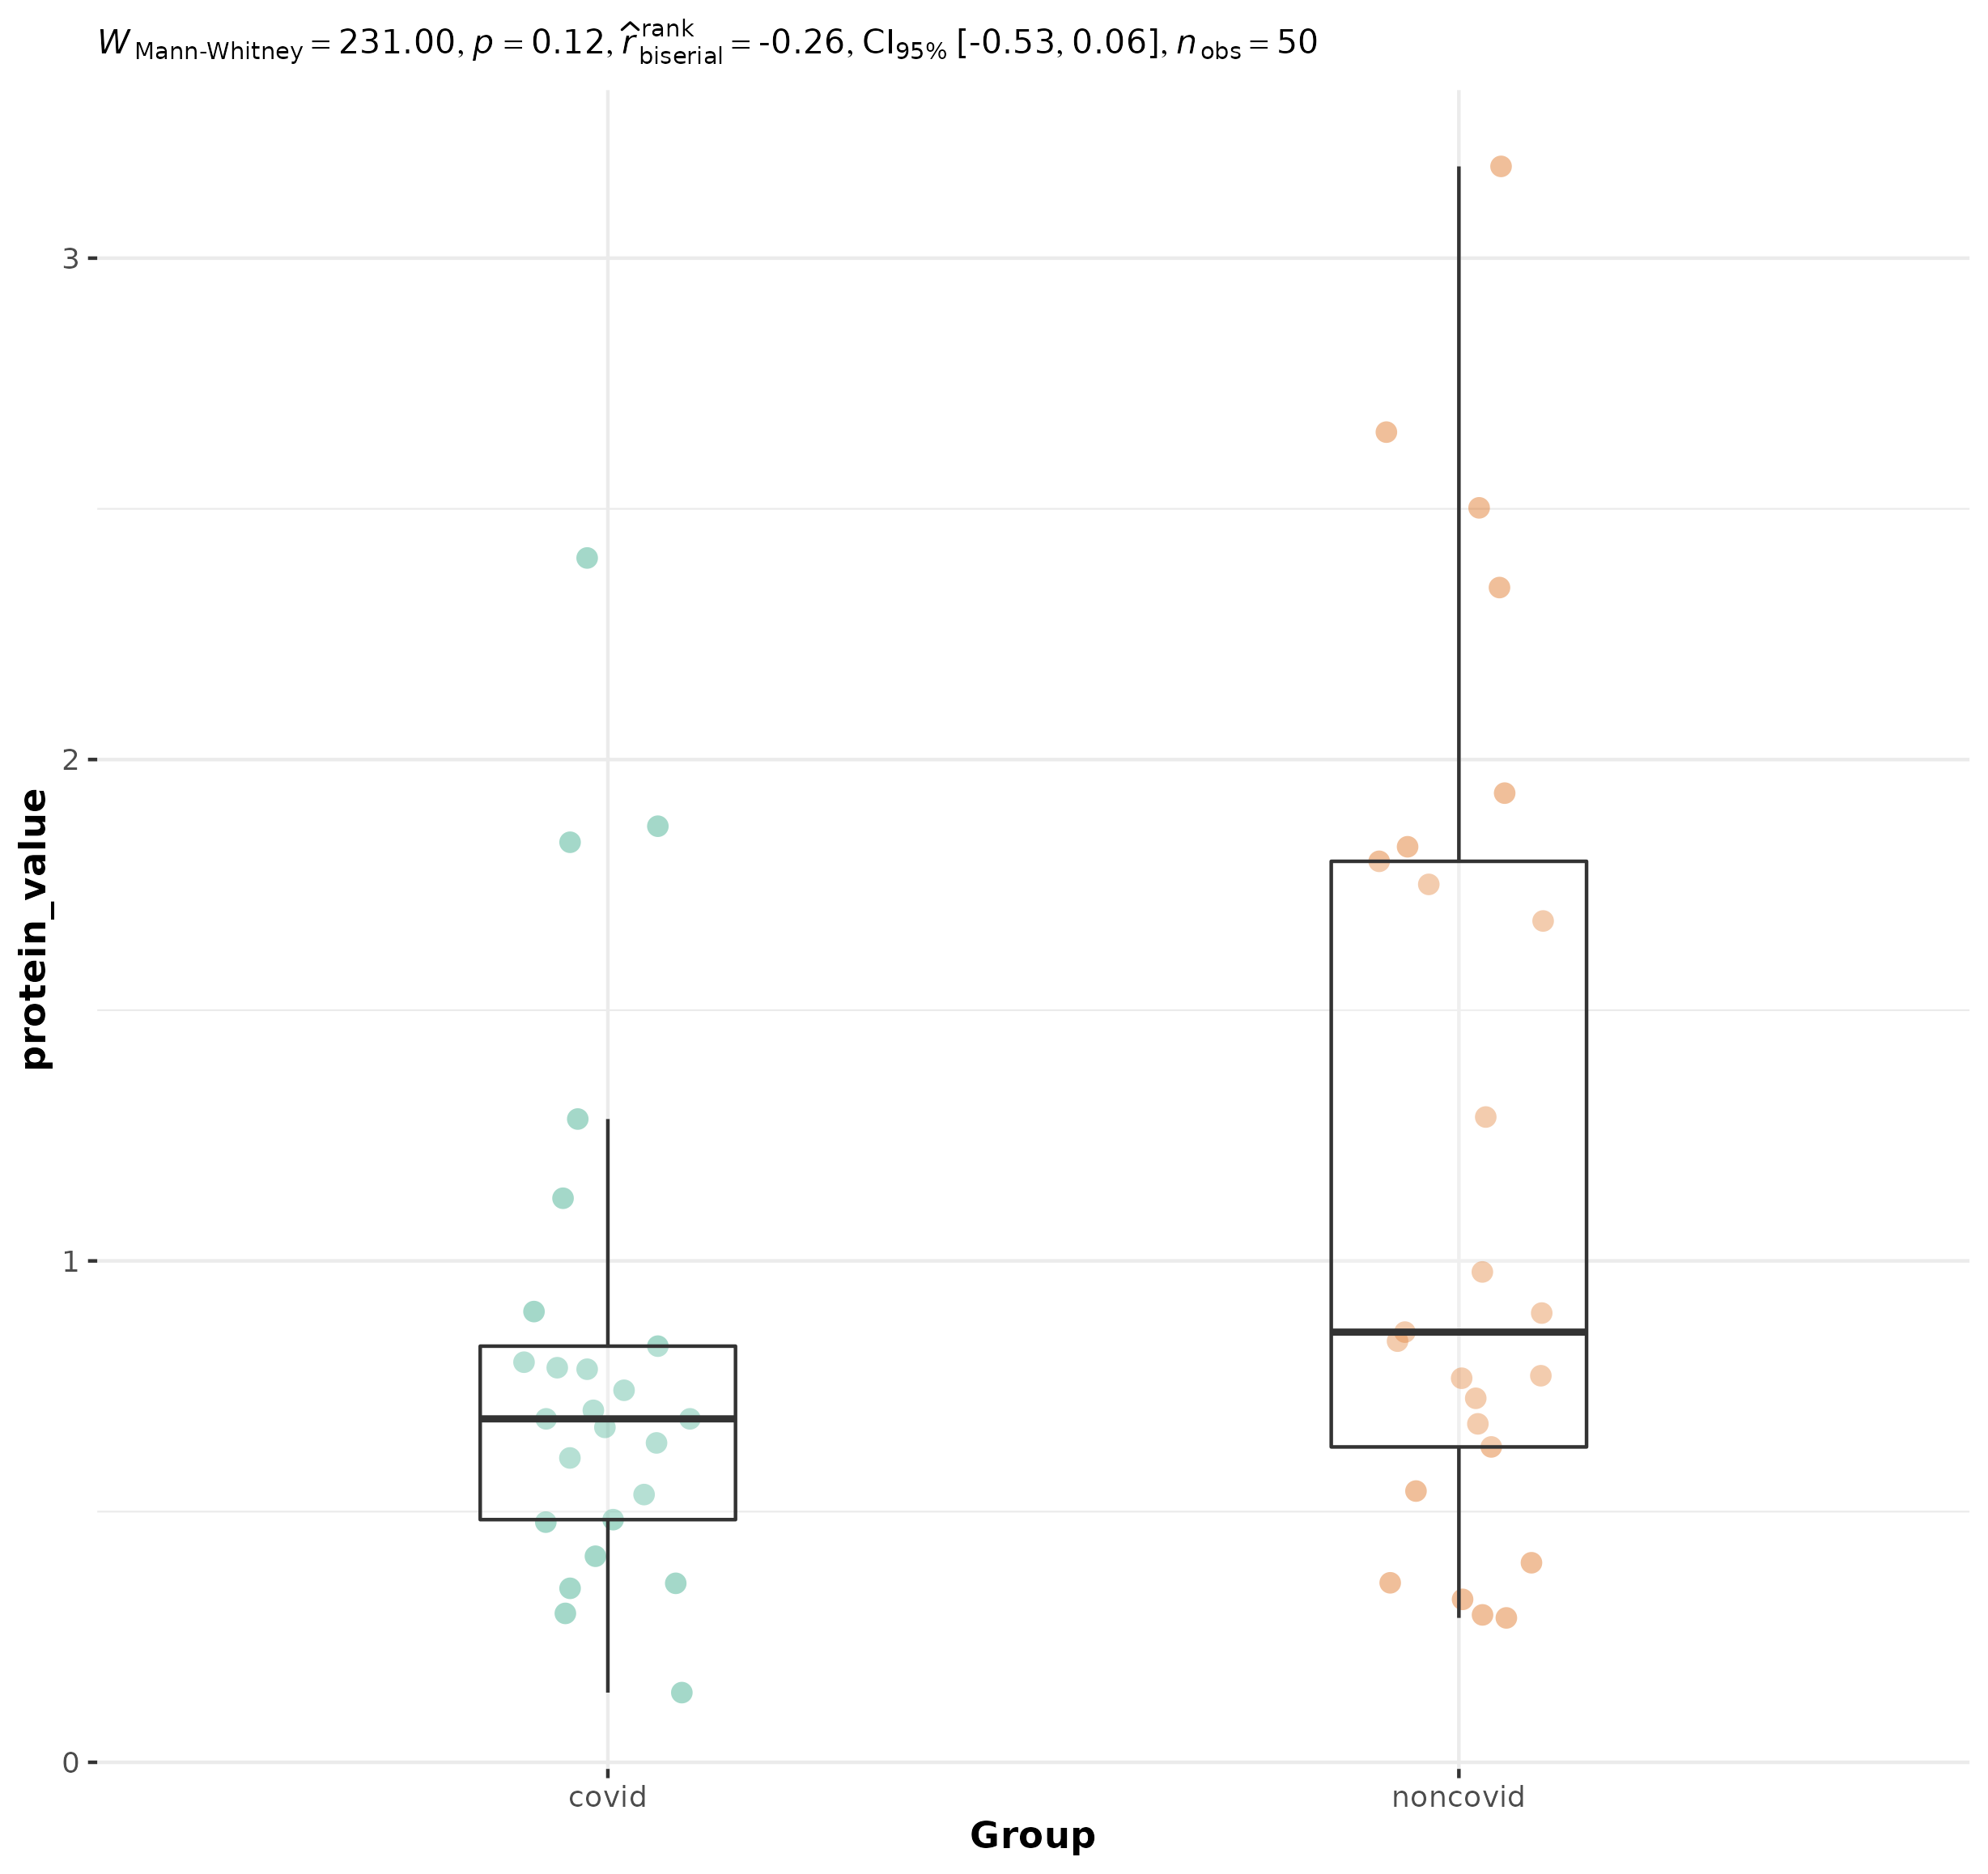 W Mann-Whitney = 231.00, p = 0.12, r̂ rank biserial = -0.26, CI95% [-0.53, 0.06], n obs = 50
3
2
1
0
protein_value
covid noncovid
Group